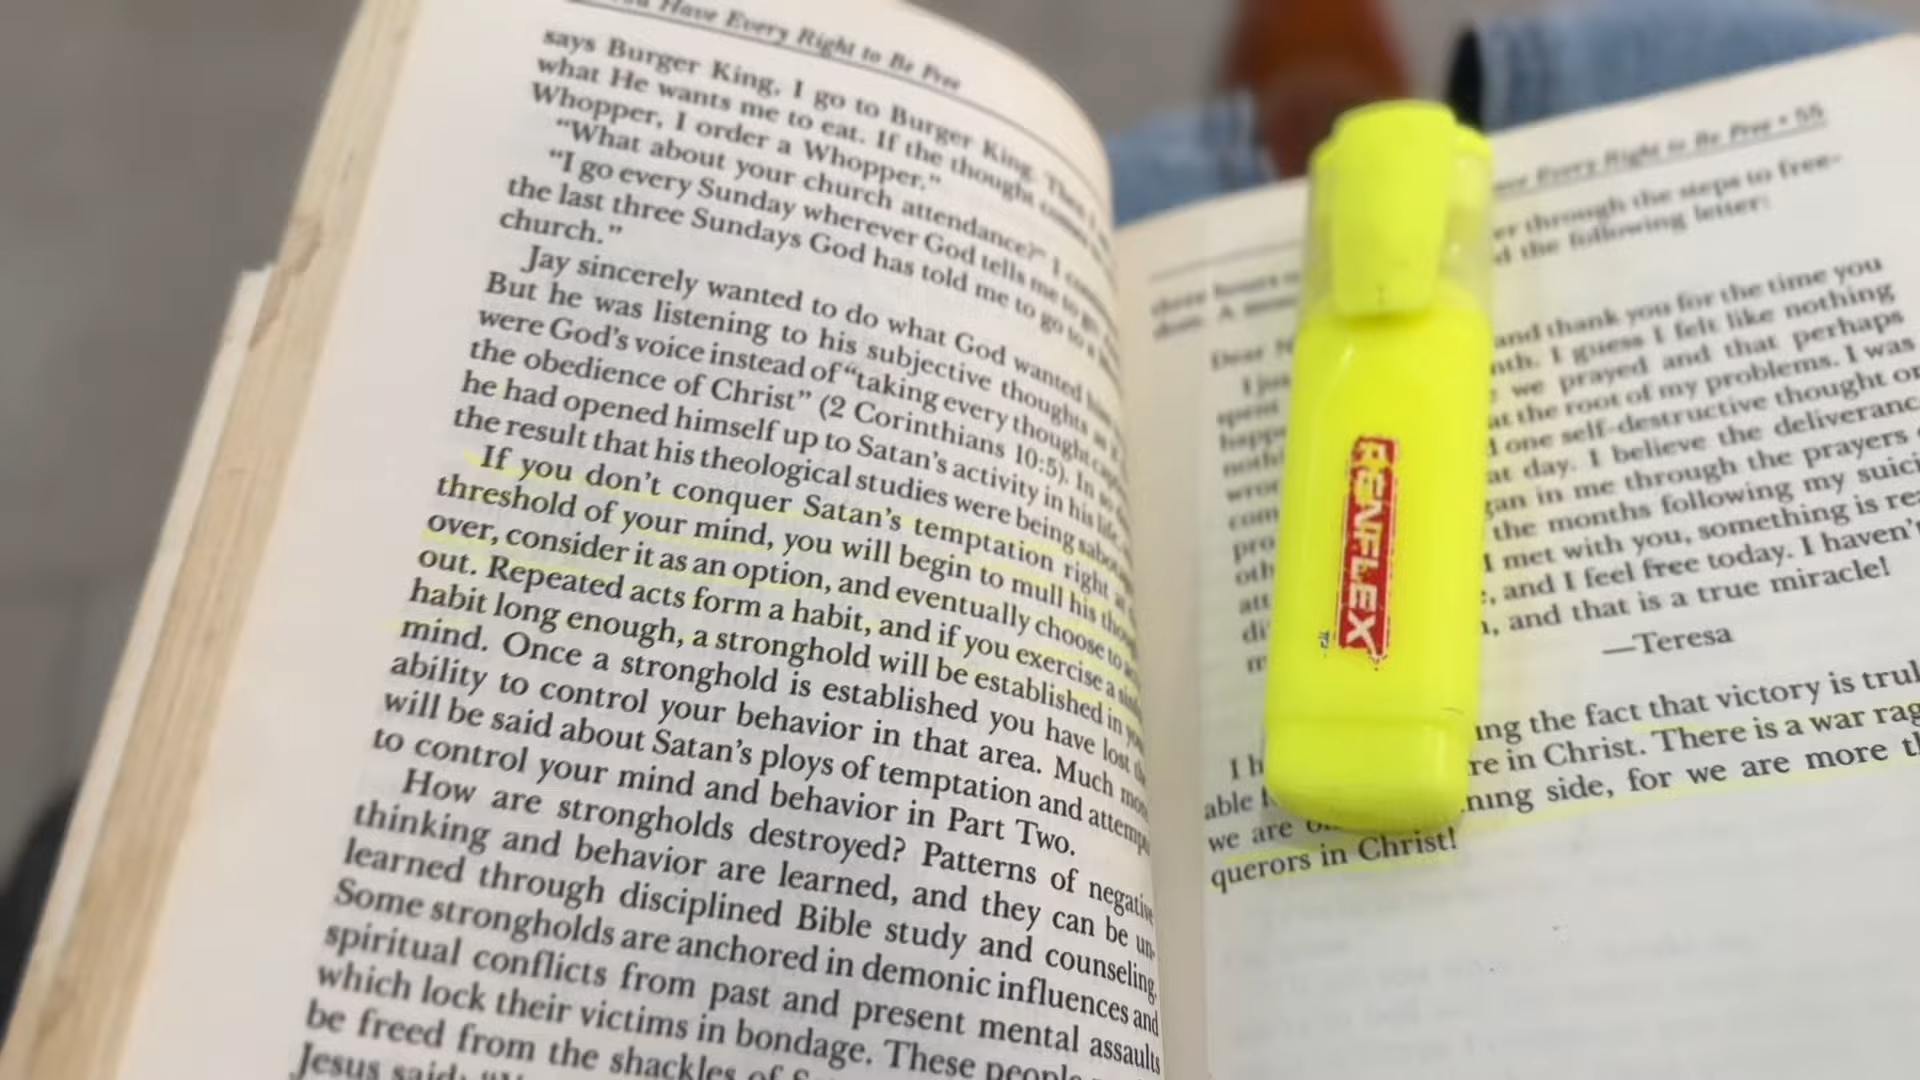 Have Every Right to Be Free
says Burger King, I go to Burger King. Then I
what He wants me to eat. If the thought
Whopper, I order a Whopper."
"What about your church attendance?" I
"I go every Sunday wherever God tells me to go
the last three Sundays God has told me to go to a
church."
Jay sincerely wanted to do what God wanted
But he was listening to his subjective thoughts as
were God's voice instead of "taking every thought
the obedience of Christ" (2 Corinthians 10:5). In
he had opened himself up to Satan's activity in his life
the result that his theological studies were being
If you don't conquer Satan's temptation right
threshold of your mind, you will begin to mull his
over, consider it as an option, and eventually choose to
out. Repeated acts form a habit, and if you exercise a
habit long enough, a stronghold will be established in
mind. Once a stronghold is established you have lost
ability to control your behavior in that area. Much
will be said about Satan's ploys of temptation and
to control your mind and behavior in Part Two.
How are strongholds destroyed? Patterns of negative
thinking and behavior are learned, and they can be un-
learned through disciplined Bible study and counseling.
Some strongholds are anchored in demonic influences and
spiritual conflicts from past and present mental assaults
which lock their victims in bondage. These
be freed from the shackles of
Jesus said:
Every Right to Be Free • 55
through the steps to free-
the following letter:
Dear
and thank you for the time you
I guess I felt like nothing
we prayed and that perhaps
at the root of my problems. I was
one self-destructive thought or
day. I believe the
in me through the prayers
the months following my
I met with you, something is
and I feel free today. I haven't
and that is a true miracle!
—Teresa
I
the fact that victory is
able
in Christ. There is a war
we are
side, for we are more
querors in Christ!
PENFLEX